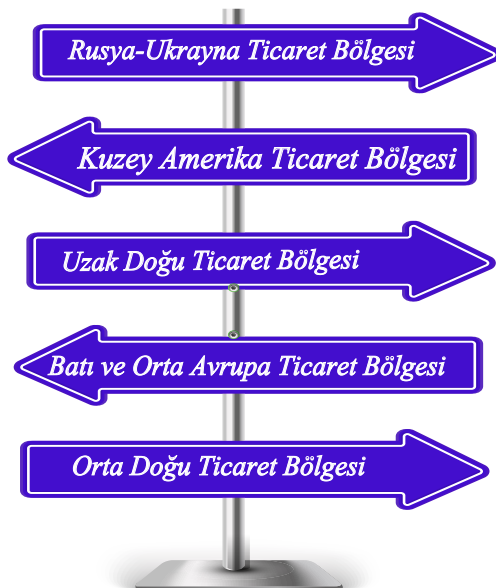 Rusya-Ukrayna Ticaret Bölgesi
Kuzey Amerika Ticaret Bölgesi
Uzak Doğu Ticaret Bölgesi
Batı ve Orta Avrupa Ticaret Bölgesi
Orta Doğu Ticaret Bölgesi